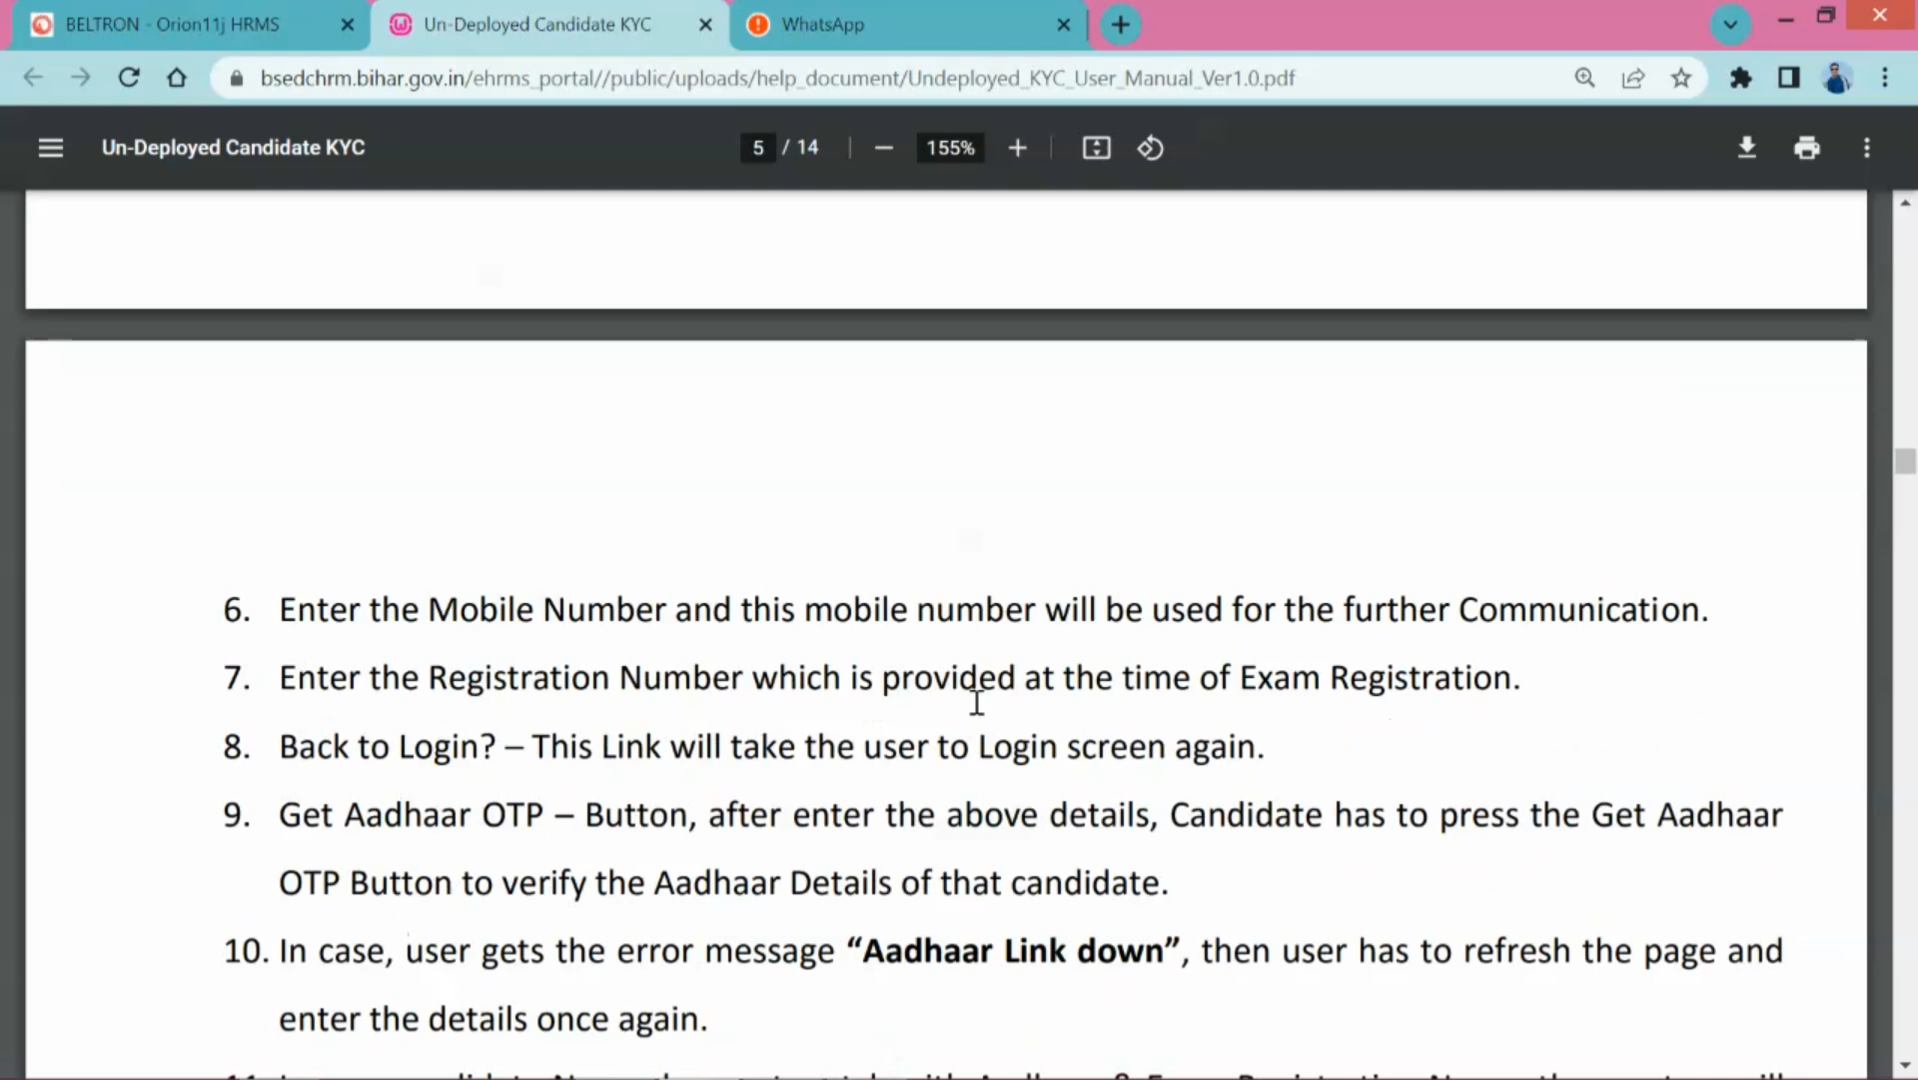 BELTRON - Orion11j HRMS
Un-Deployed Candidate KYC
WhatsApp
bsedchrm.bihar.gov.in/ehrms_portal//public/uploads/help_document/Undeployed_KYC_User_Manual_Ver1.0.pdf
Un-Deployed Candidate KYC
5 / 14
155%
6. Enter the Mobile Number and this mobile number will be used for the further Communication.
7. Enter the Registration Number which is provided at the time of Exam Registration.
8. Back to Login? – This Link will take the user to Login screen again.
9. Get Aadhaar OTP – Button, after enter the above details, Candidate has to press the Get Aadhaar
OTP Button to verify the Aadhaar Details of that candidate.
10. In case, user gets the error message “Aadhaar Link down”, then user has to refresh the page and
enter the details once again.